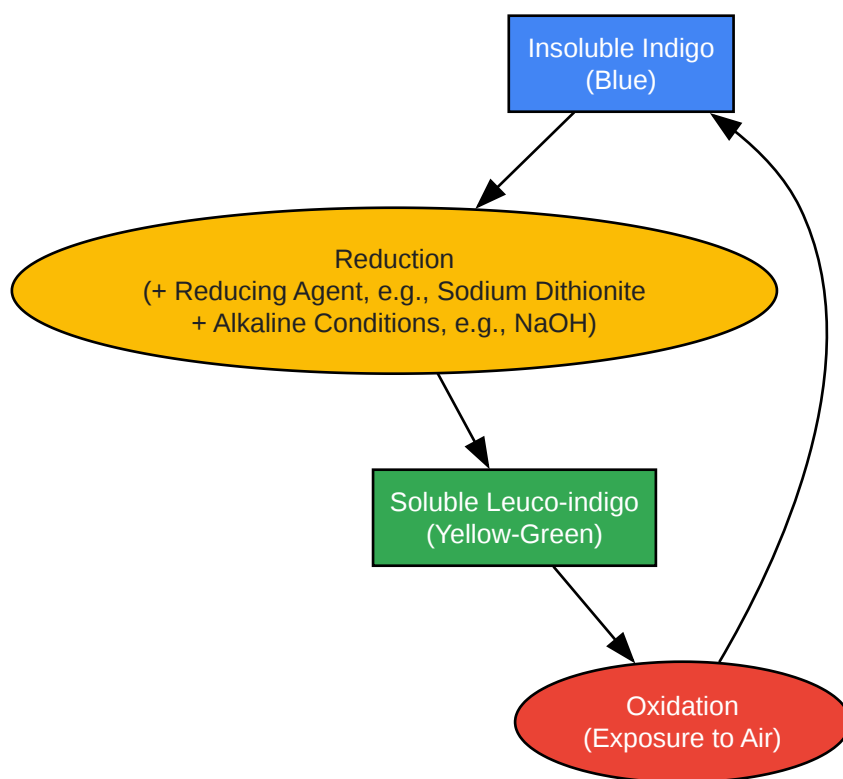 Insoluble Indigo
(Blue)
Reduction
(+ Reducing Agent, e.g., Sodium Dithionite
+ Alkaline Conditions, e.g., NaOH)
Soluble Leuco-indigo
(Yellow-Green)
Oxidation
(Exposure to Air)